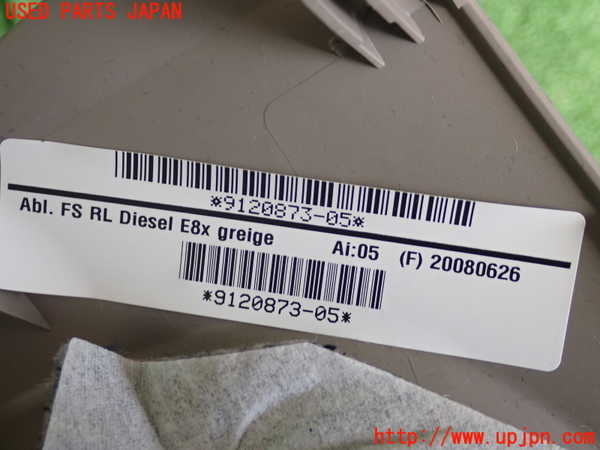 USED PARTS JAPAN
*9120873-05*
Abl. FS RL Diesel E8x greige Ai:05 (F) 20080626
*9120873-05*
http://www.upjpn.com/